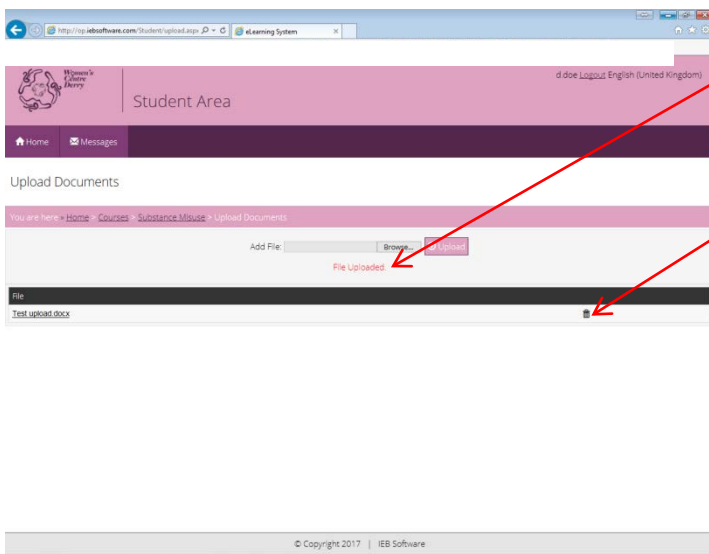 http://op.iebsoftware.com/Student/upload.aspx
eLearning System
Women's
Centre
Derry
Student Area
d.doe Logout English (United Kingdom)
Home Messages
Upload Documents
You are here > Home > Courses > Substance Misuse > Upload Documents
Add File: Browse... Upload
File Uploaded.
File
Test upload.docx
© Copyright 2017 | IEB Software